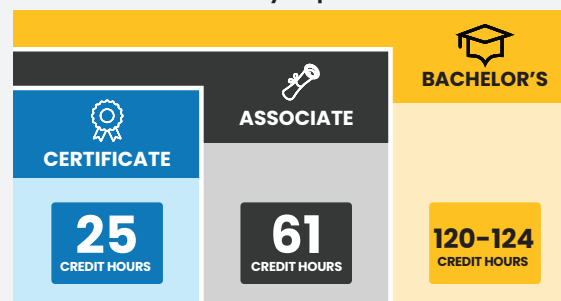 BACHELOR'S
ASSOCIATE
CERTIFICATE
25
CREDIT HOURS
61
CREDIT HOURS
120-124
CREDIT HOURS